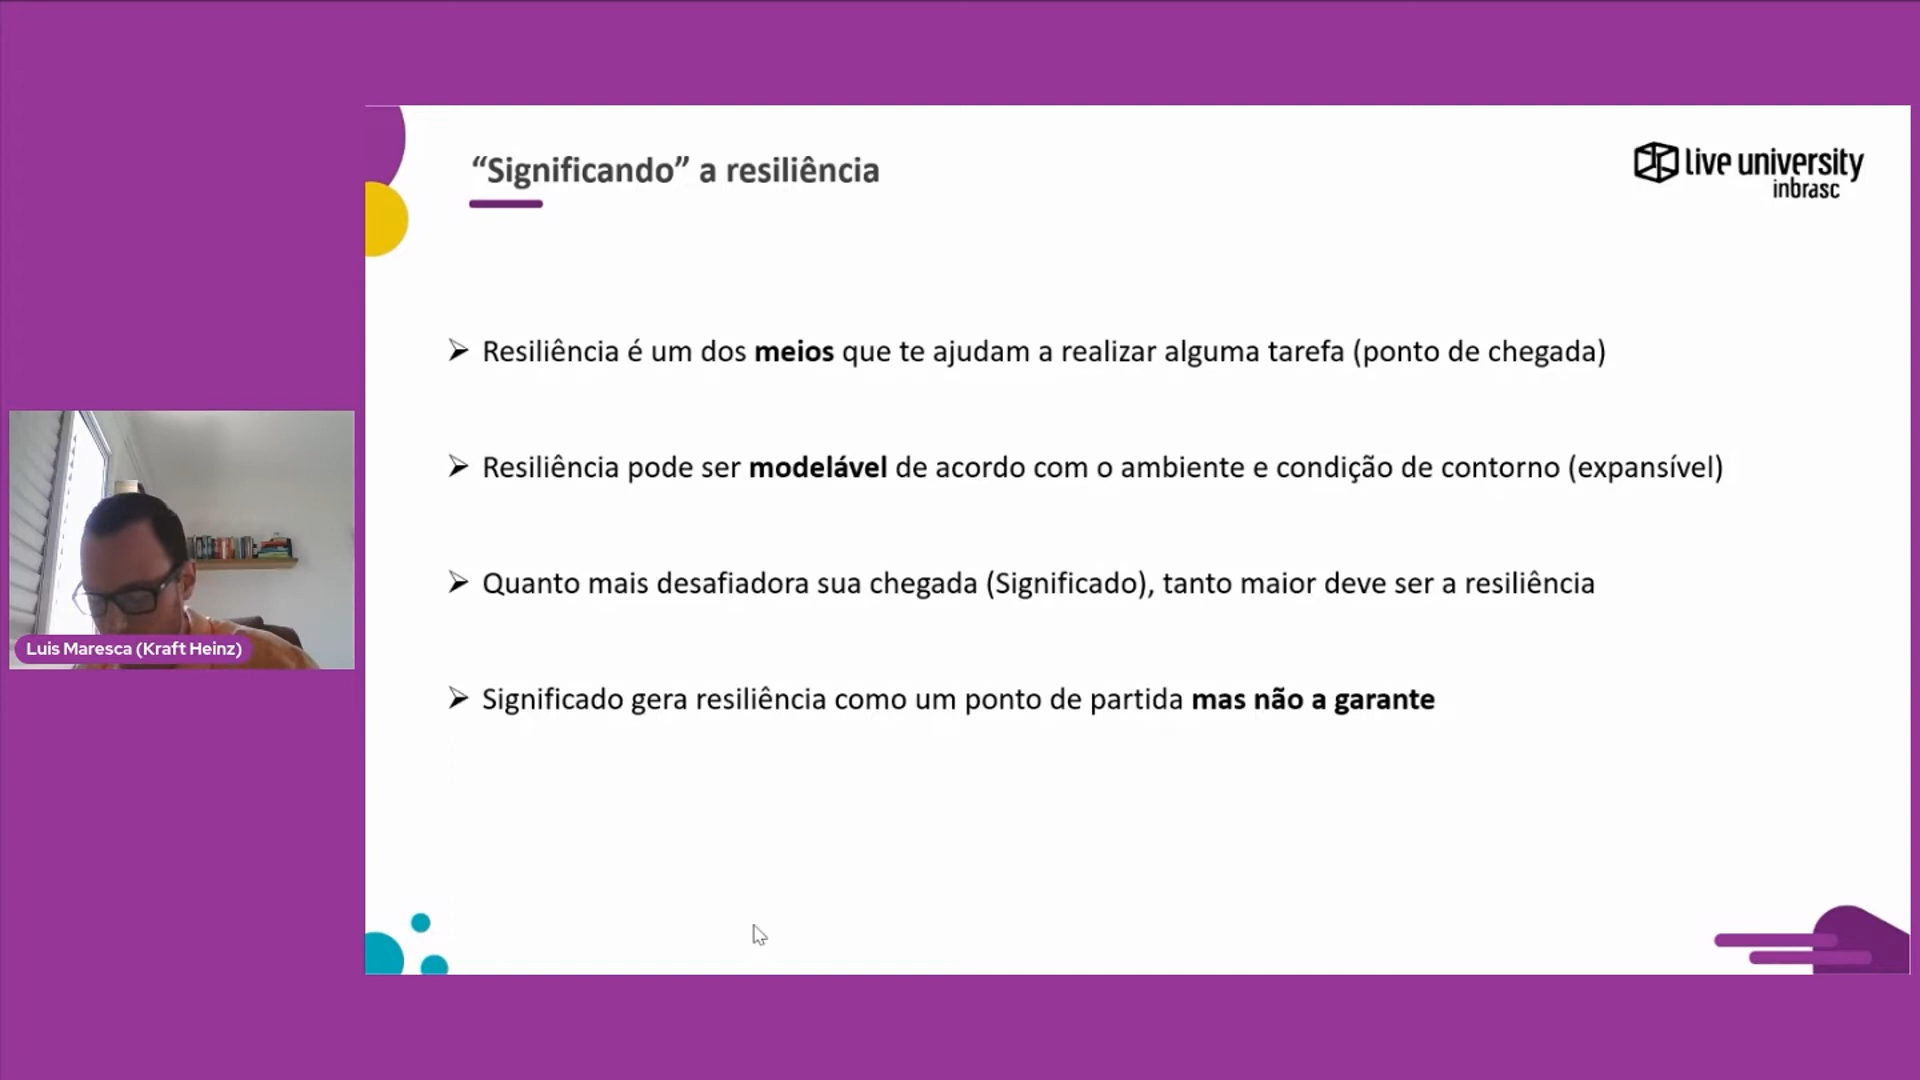 “Significando” a resiliência
live university
inbrasc
➢ Resiliência é um dos meios que te ajudam a realizar alguma tarefa (ponto de chegada)
➢ Resiliência pode ser modelável de acordo com o ambiente e condição de contorno (expansível)
➢ Quanto mais desafiadora sua chegada (Significado), tanto maior deve ser a resiliência
➢ Significado gera resiliência como um ponto de partida mas não a garante
Luis Maresca (Kraft Heinz)